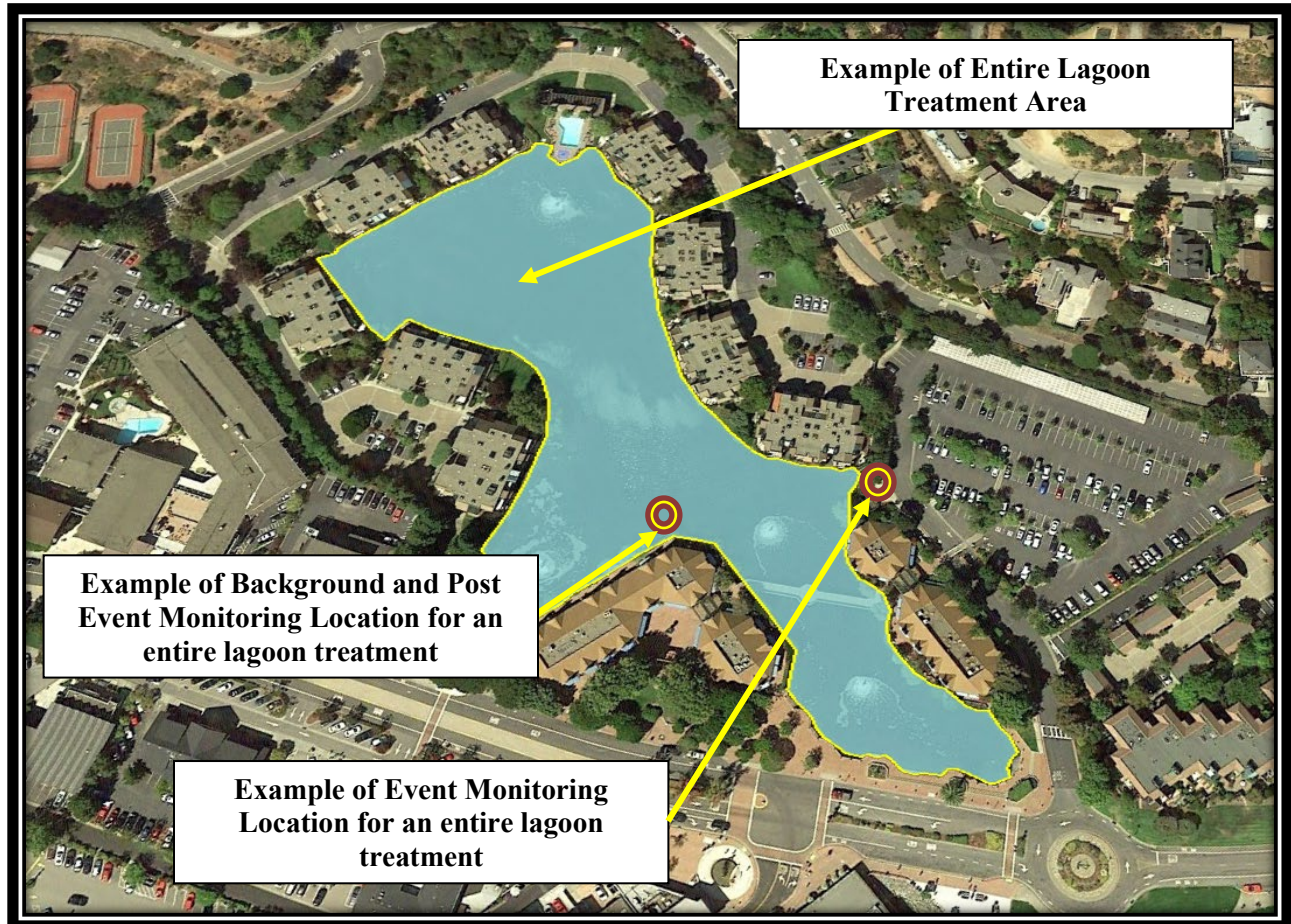 Example of Entire Lagoon
Treatment Area
Example of Background and Post
Event Monitoring Location for an
entire lagoon treatment
Example of Event Monitoring
Location for an entire lagoon
treatment